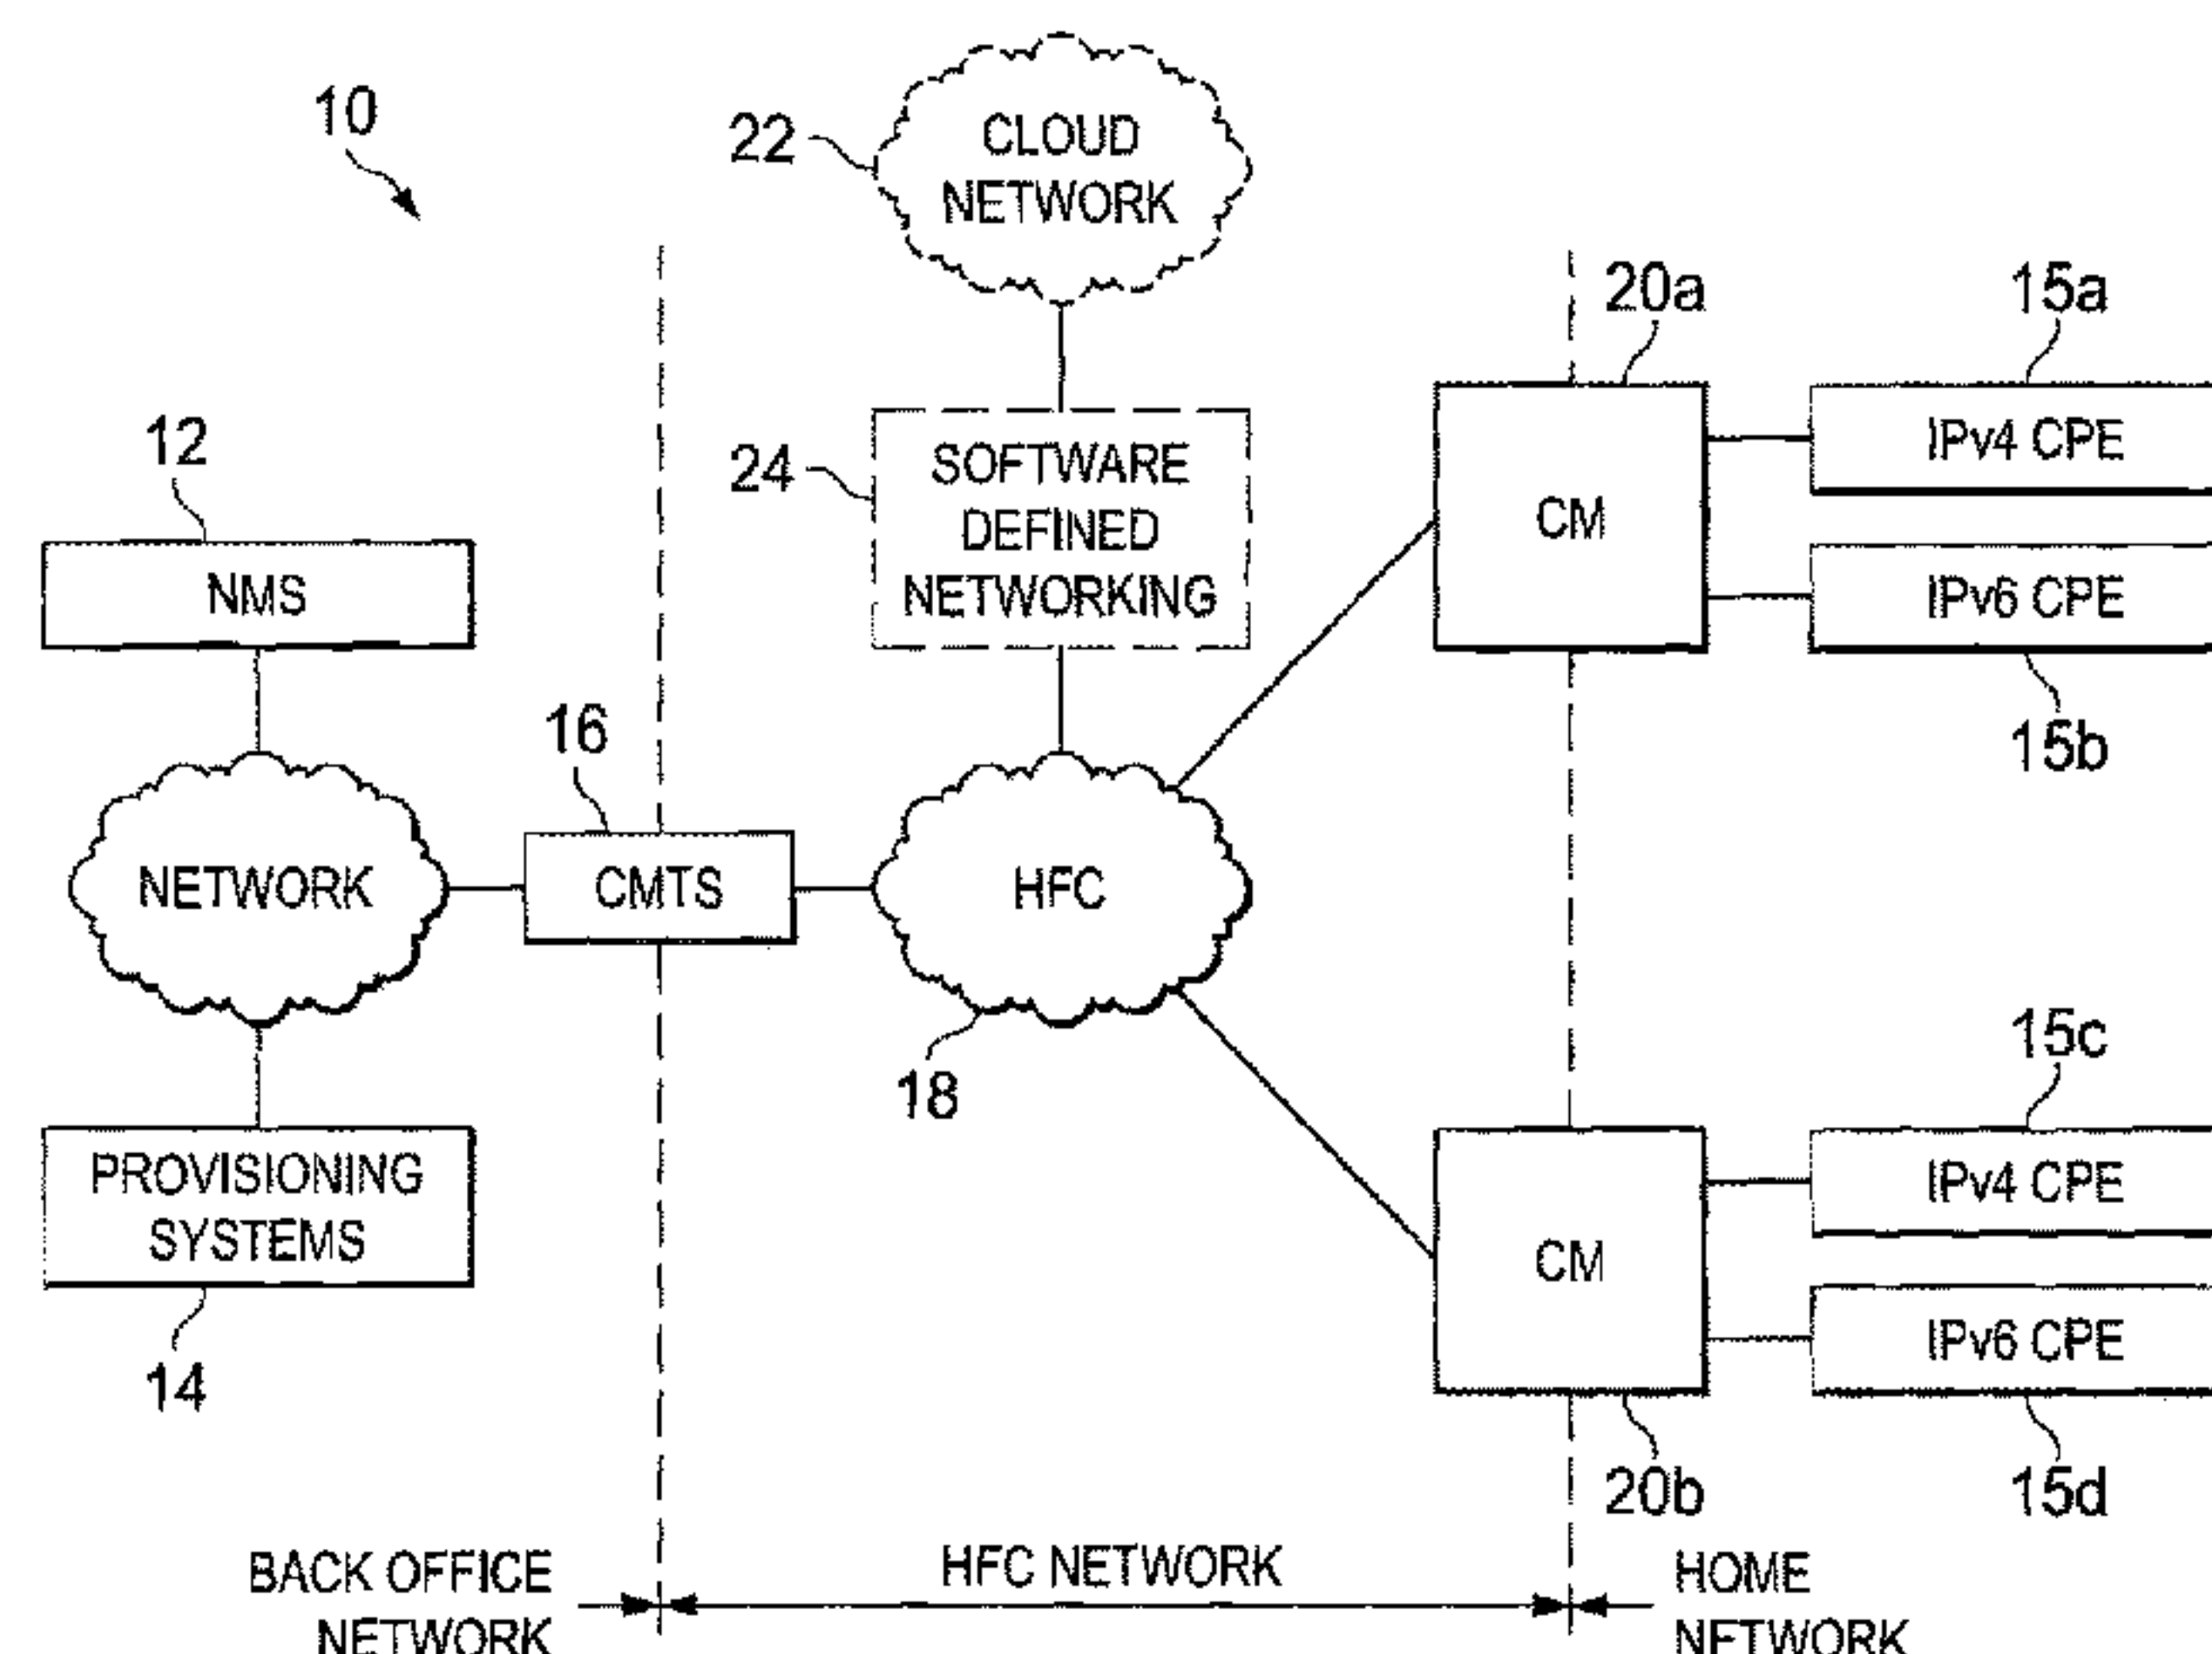 10
22
CLOUD
NETWORK
20a
15a
12
24
SOFTWARE
DEFINED
NETWORKING
CM
IPv4 CPE
NMS
IPv6 CPE
16
15b
NETWORK
CMTS
HFC
18
15c
PROVISIONING
SYSTEMS
CM
IPv4 CPE
IPv6 CPE
14
20b
15d
BACK OFFICE
NETWORK
HFC NETWORK
HOME
NETWORK